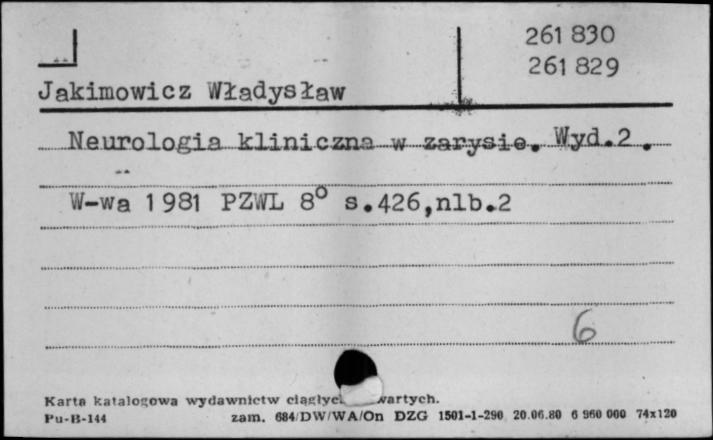 261 830
261 829
Jakimowicz Władysław
Neurologia kliniczna w zarysie. Wyd.2.
W-wa 1981 PZWL 8° s.426,nlb.2
6
Karta katalogowa wydawnictw wartych.
Pu-B-144 zam. 684/DW/WA/On DZG 1501-1-290 20.06.80 6 960 000 74x120